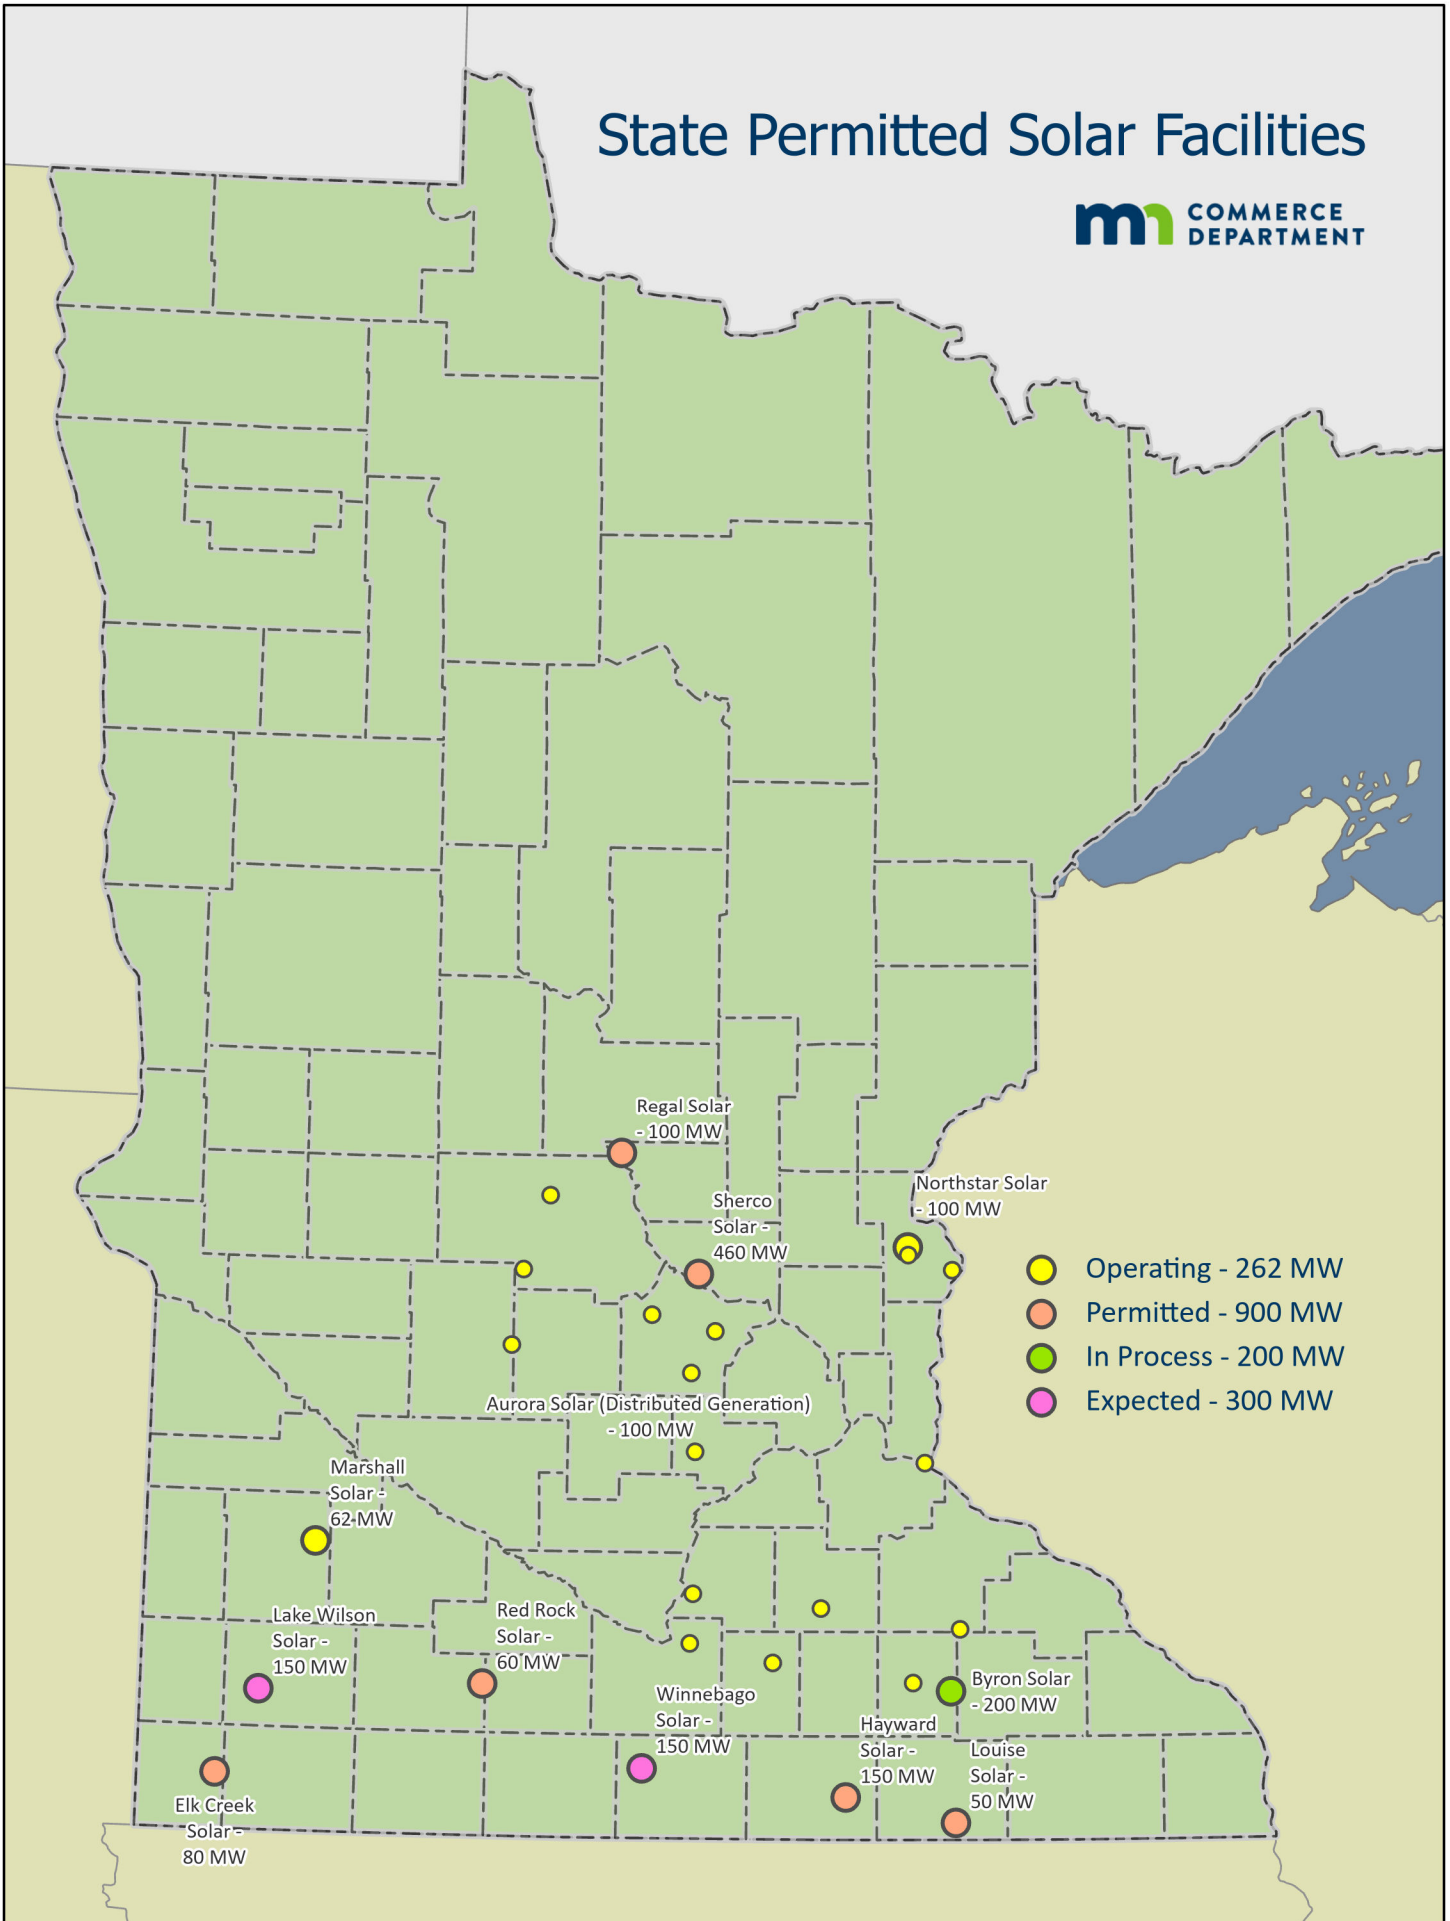 State Permitted Solar Facilities
mn COMMERCE
DEPARTMENT
Regal Solar
- 100 MW
Northstar Solar
- 100 MW
Sherco
Solar -
460 MW
Operating - 262 MW
Permitted - 900 MW
In Process - 200 MW
Expected - 300 MW
Aurora Solar (Distributed Generation)
- 100 MW
Marshall
Solar -
62 MW
Lake Wilson
Solar -
150 MW
Red Rock
Solar -
60 MW
Winnebago
Solar -
150 MW
Byron Solar
- 200 MW
Hayward
Solar -
150 MW
Louise
Solar -
50 MW
Elk Creek
Solar -
80 MW